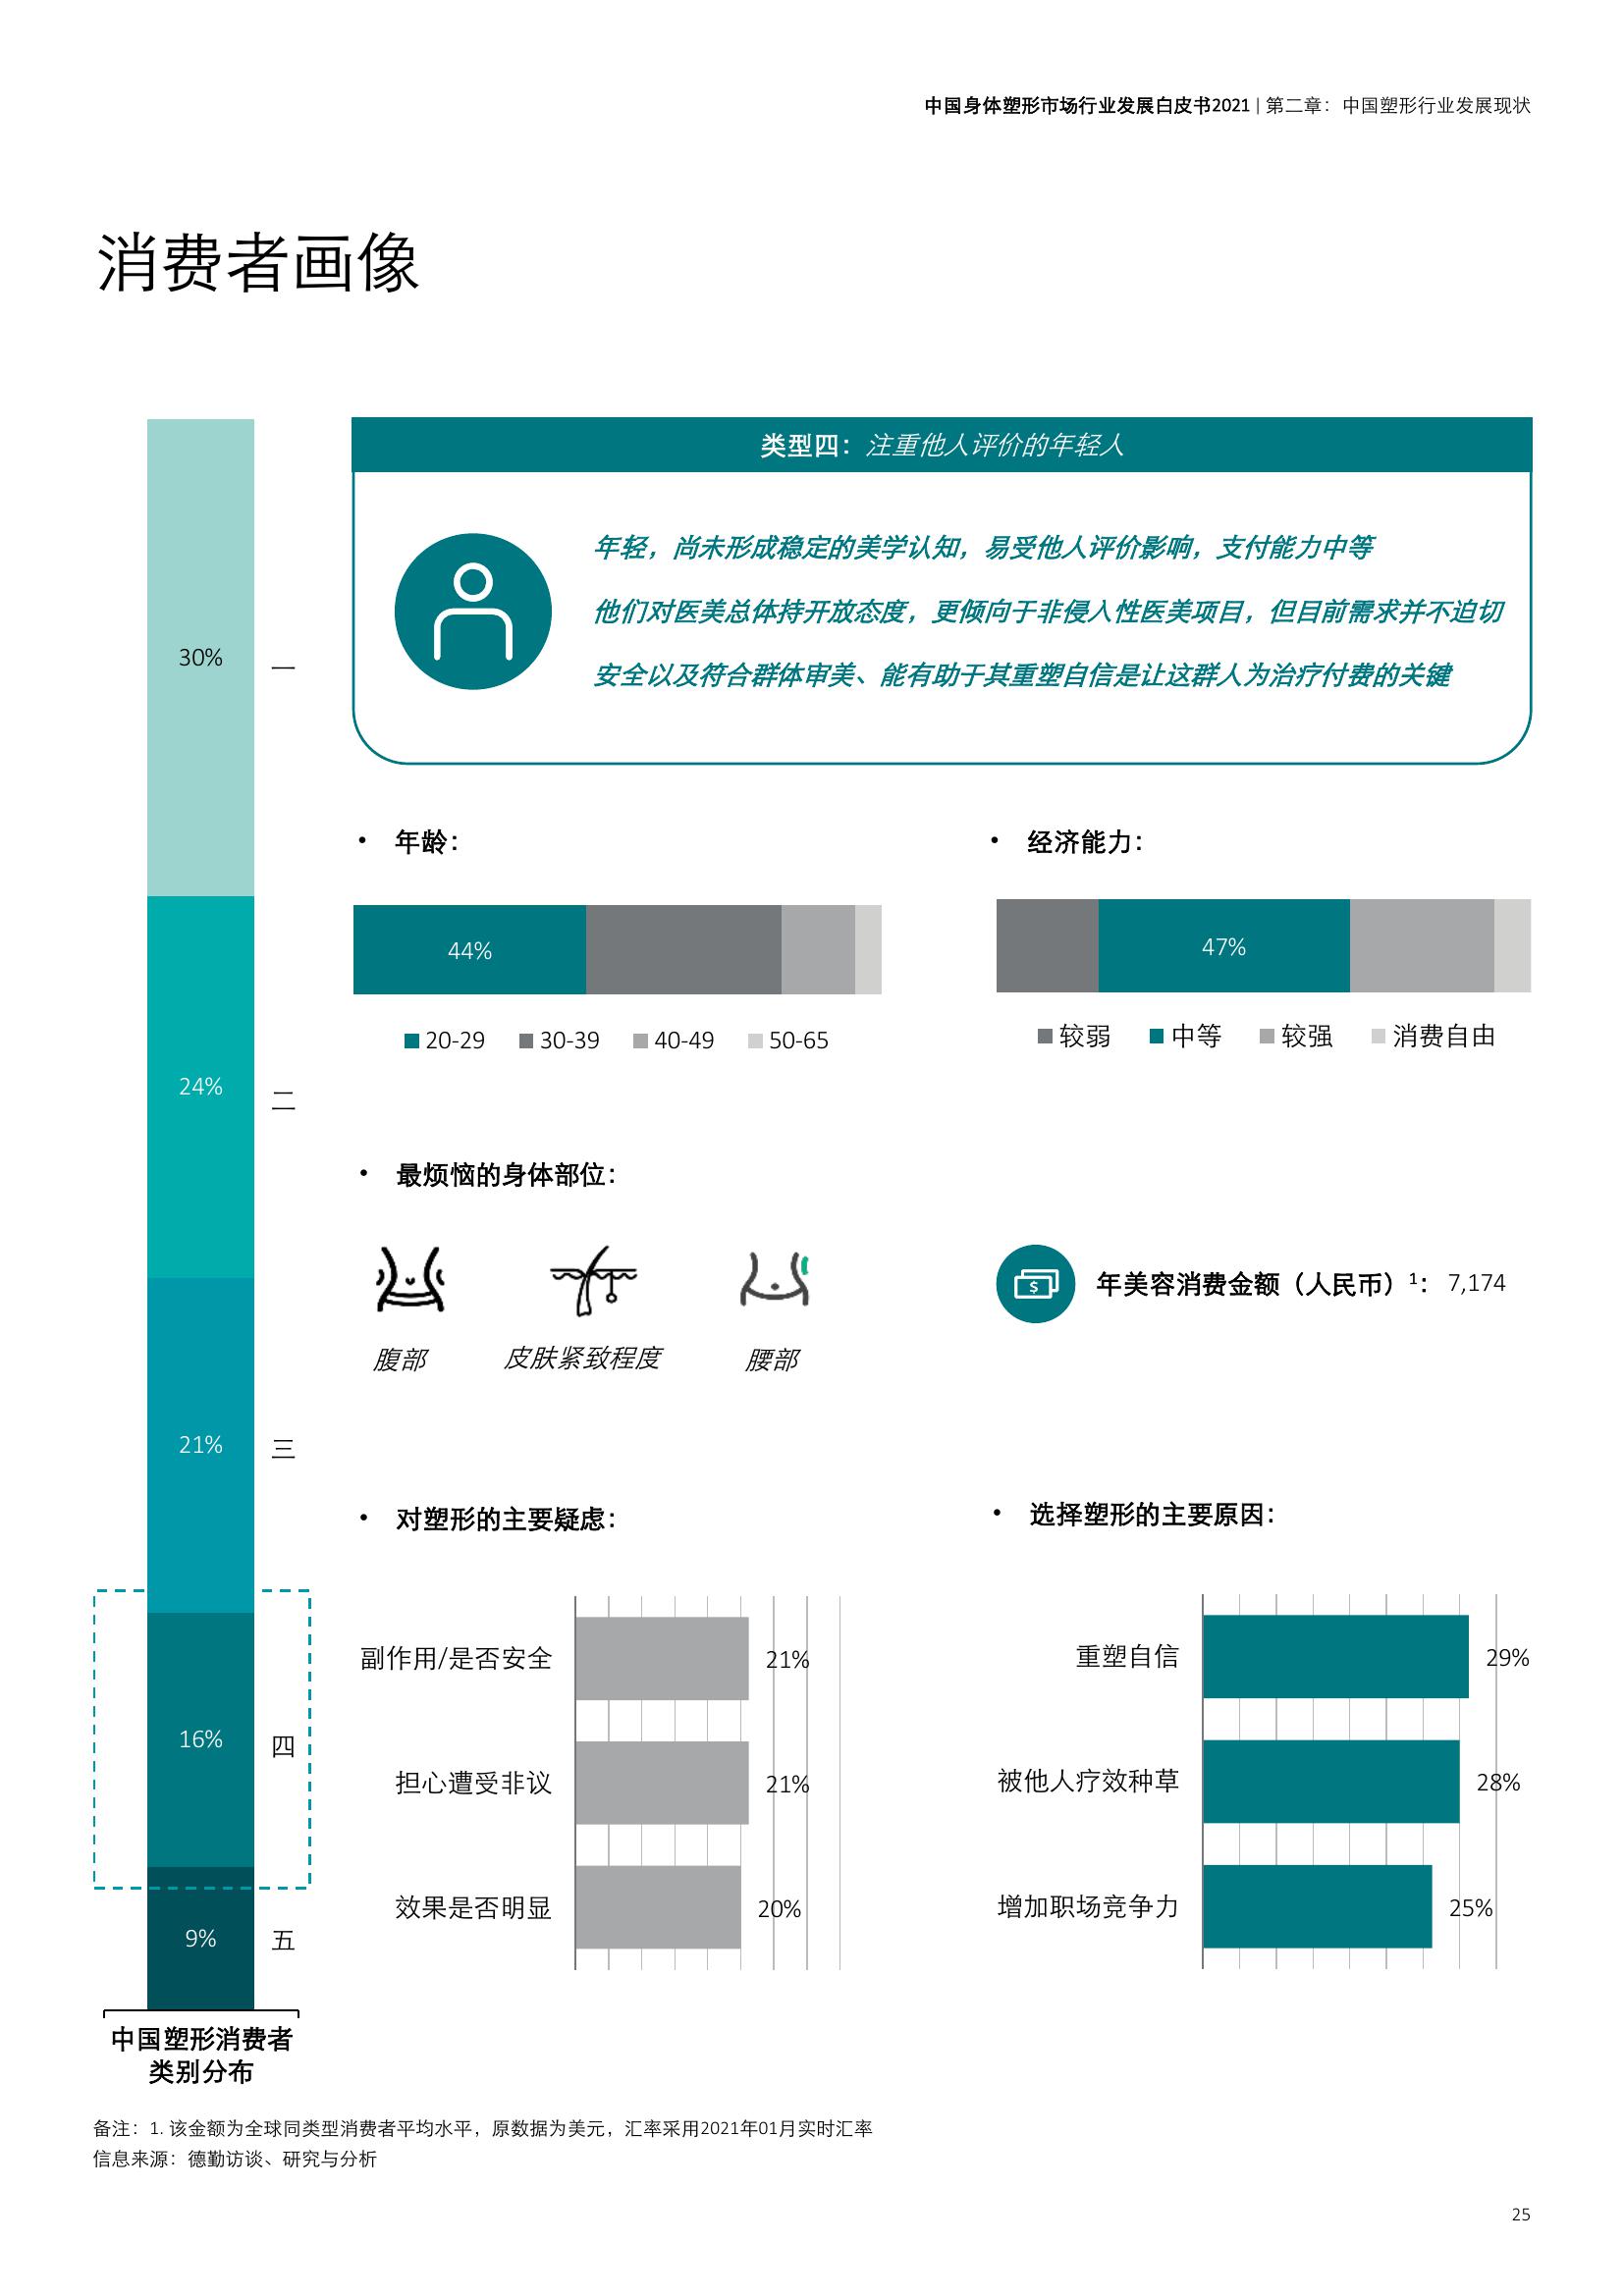 中国身体塑形市场行业发展白皮书2021 | 第二章：中国塑形行业发展现状
消费者画像
30%
一
24%
二
21%
三
16%
四
9%
五
中国塑形消费者
类别分布
类型四：注重他人评价的年轻人
年轻，尚未形成稳定的美学认知，易受他人评价影响，支付能力中等
他们对医美总体持开放态度，更倾向于非侵入性医美项目，但目前需求并不迫切
安全以及符合群体审美、能有助于其重塑自信是让这群人为治疗付费的关键
• 年龄：
44%
20-29 30-39 40-49 50-65
• 经济能力：
47%
较弱 中等 较强 消费自由
• 最烦恼的身体部位：
腹部 皮肤紧致程度 腰部
$
年美容消费金额（人民币）¹： 7,174
• 对塑形的主要疑虑：
副作用/是否安全 21%
担心遭受非议 21%
效果是否明显 20%
• 选择塑形的主要原因：
重塑自信 29%
被他人疗效种草 28%
增加职场竞争力 25%
备注：1. 该金额为全球同类型消费者平均水平，原数据为美元，汇率采用2021年01月实时汇率
信息来源：德勤访谈、研究与分析
25